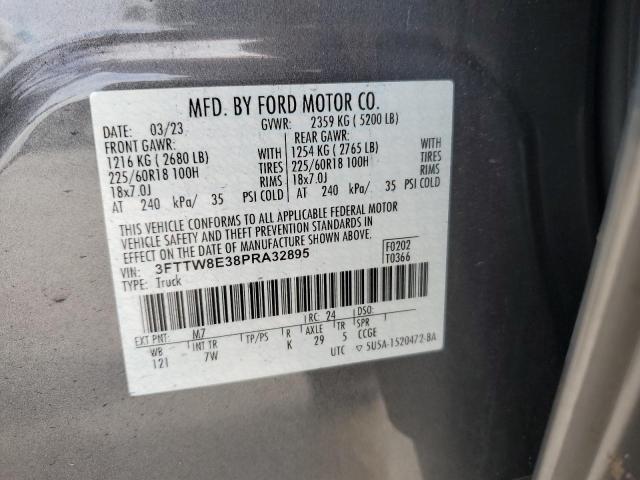 MFD. BY FORD MOTOR CO.
DATE: 03/23 GVWR: 2359 KG ( 5200 LB)
FRONT GAWR: REAR GAWR:
1216 KG ( 2680 LB) WITH 1254 KG ( 2765 LB) WITH
225/60R18 100H TIRES 225/60R18 100H TIRES
18x7.0J RIMS 18x7.0J RIMS
AT 240 kPa/ 35 PSI COLD AT 240 kPa/ 35 PSI COLD
THIS VEHICLE CONFORMS TO ALL APPLICABLE FEDERAL MOTOR
VEHICLE SAFETY AND THEFT PREVENTION STANDARDS IN
EFFECT ON THE DATE OF MANUFACTURE SHOWN ABOVE.
VIN: 3FTTW8E38PRA32895 F0202
TYPE: Truck T0366
RC: 24 DSO:
EXT PNT: M7
WB INT TR TP/PS R AXLE TR SPR
121 7W K 29 5 CCGE
UTC ▽ 5U5A-1520472-BA